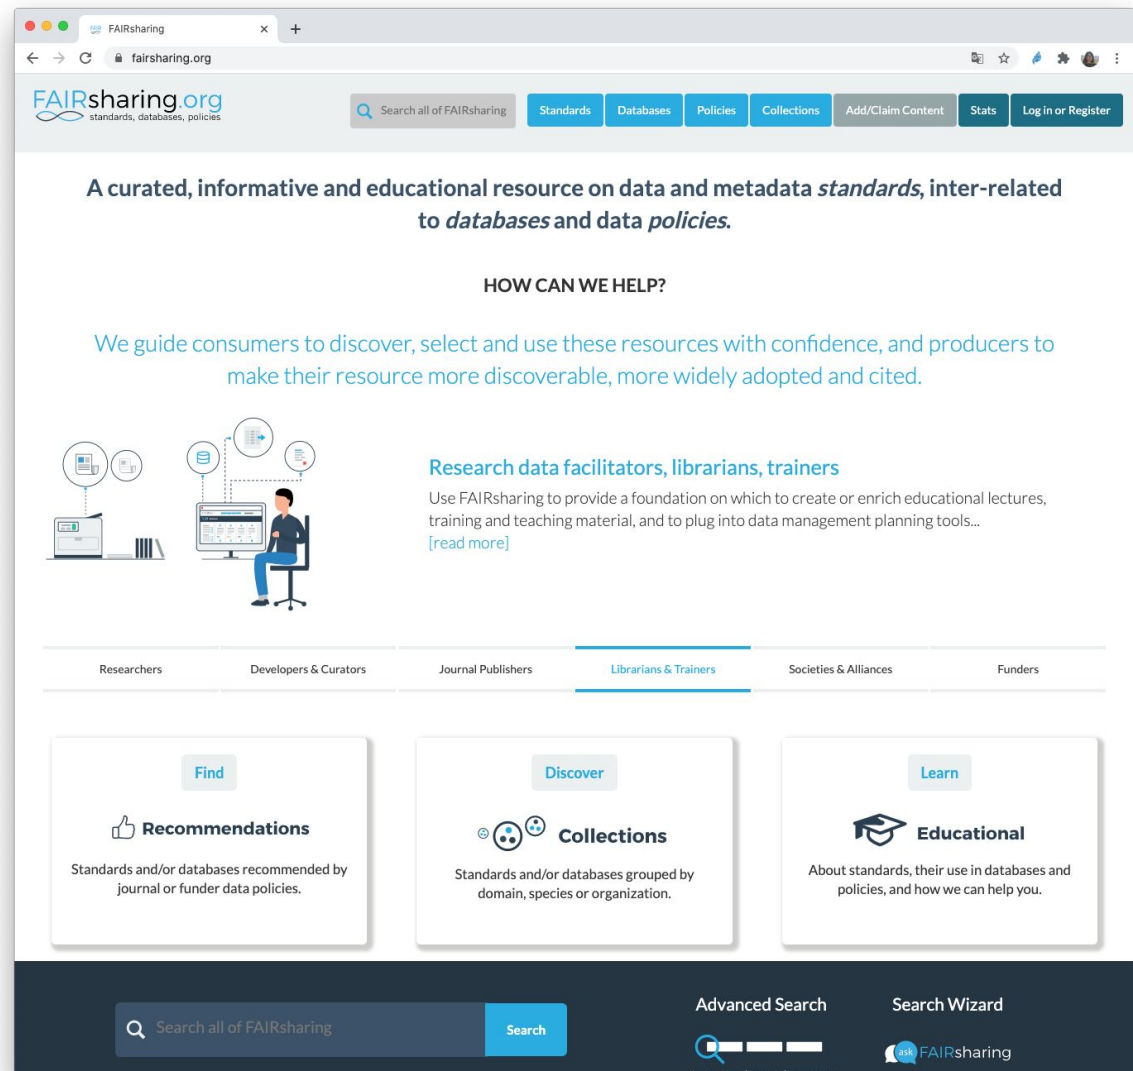 FAIRsharing
fairsharing.org
FAIRsharing.org
standards, databases, policies
Search all of FAIRsharing
Standards
Databases
Policies
Collections
Add/Claim Content
Stats
Log in or Register
A curated, informative and educational resource on data and metadata standards, inter-related
to databases and data policies.
HOW CAN WE HELP?
We guide consumers to discover, select and use these resources with confidence, and producers to
make their resource more discoverable, more widely adopted and cited.
Research data facilitators, librarians, trainers
Use FAIRsharing to provide a foundation on which to create or enrich educational lectures,
training and teaching material, and to plug into data management planning tools...
[read more]
Researchers
Developers & Curators
Journal Publishers
Librarians & Trainers
Societies & Alliances
Funders
Find
Recommendations
Standards and/or databases recommended by
journal or funder data policies.
Discover
Collections
Standards and/or databases grouped by
domain, species or organization.
Learn
Educational
About standards, their use in databases and
policies, and how we can help you.
Search all of FAIRsharing
Search
Advanced Search
Search Wizard
ask FAIRsharing